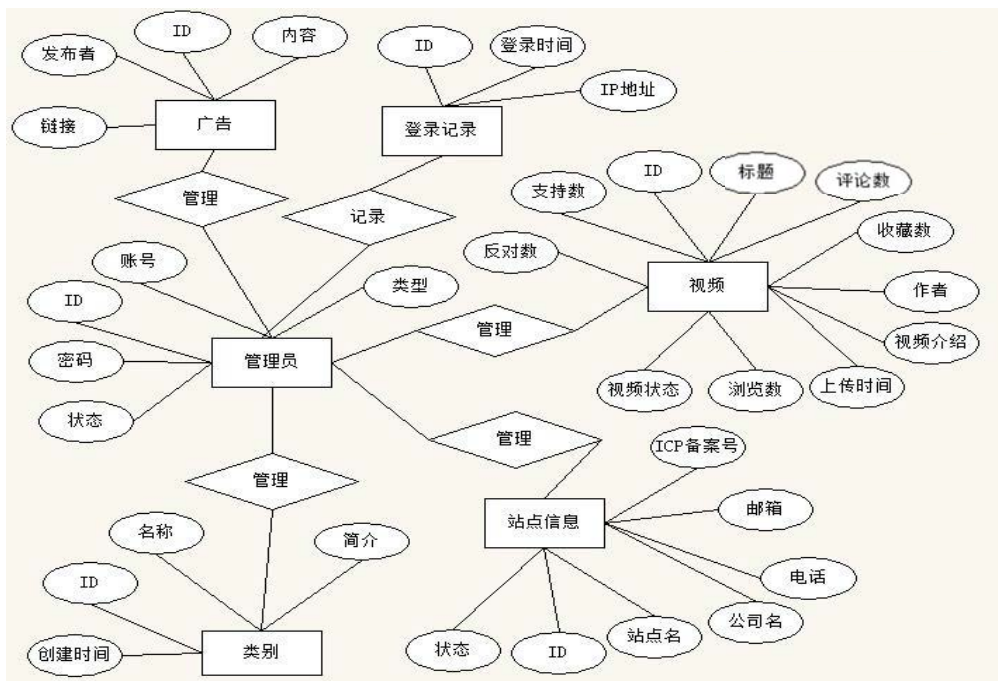 ID
内容
发布者
ID
登录时间
IP地址
链接
广告
登录记录
ID
标题
评论数
支持数
管理
记录
收藏数
反对数
账号
视频
类型
作者
ID
管理
视频介绍
密码
管理员
视频状态
浏览数
上传时间
状态
管理
ICP备案号
管理
邮箱
站点信息
名称
简介
ID
电话
公司名
站点名
状态
ID
创建时间
类别